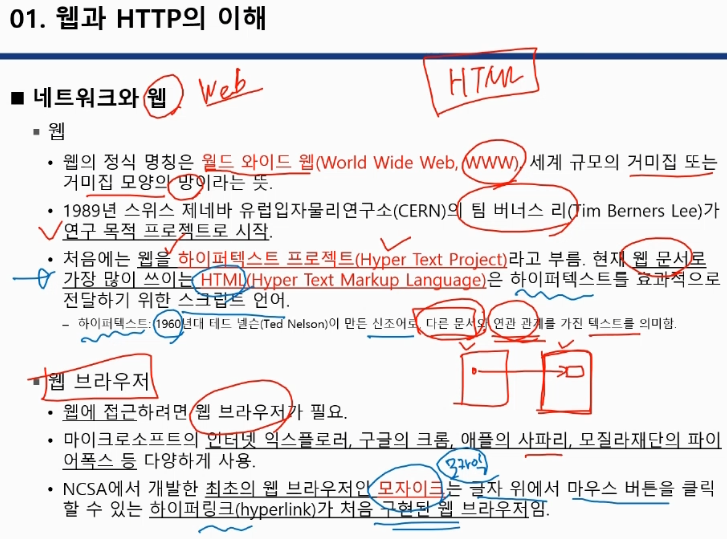 01. 웹과 HTTP의 이해
HTML
■ 네트워크와 웹 Web
▪ 웹
• 웹의 정식 명칭은 월드 와이드 웹(World Wide Web, WWW), 세계 규모의 거미집 또는
거미집 모양의 망이라는 뜻.
• 1989년 스위스 제네바 유럽입자물리연구소(CERN)의 팀 버너스 리(Tim Berners Lee)가
연구 목적 프로젝트로 시작.
• 처음에는 웹을 하이퍼텍스트 프로젝트(Hyper Text Project)라고 부름. 현재 웹 문서로
가장 많이 쓰이는 HTML(Hyper Text Markup Language)은 하이퍼텍스트를 효과적으로
전달하기 위한 스크립트 언어.
– 하이퍼텍스트: 1960년대 테드 넬슨(Ted Nelson)이 만든 신조어로, 다른 문서와 연관 관계를 가진 텍스트를 의미함.
▪ 웹 브라우저
• 웹에 접근하려면 웹 브라우저가 필요.
• 마이크로소프트의 인터넷 익스플로러, 구글의 크롬, 애플의 사파리, 모질라재단의 파이
어폭스 등 다양하게 사용.
모자익
• NCSA에서 개발한 최초의 웹 브라우저인 모자이크는 글자 위에서 마우스 버튼을 클릭
할 수 있는 하이퍼링크(hyperlink)가 처음 구현된 웹 브라우저임.